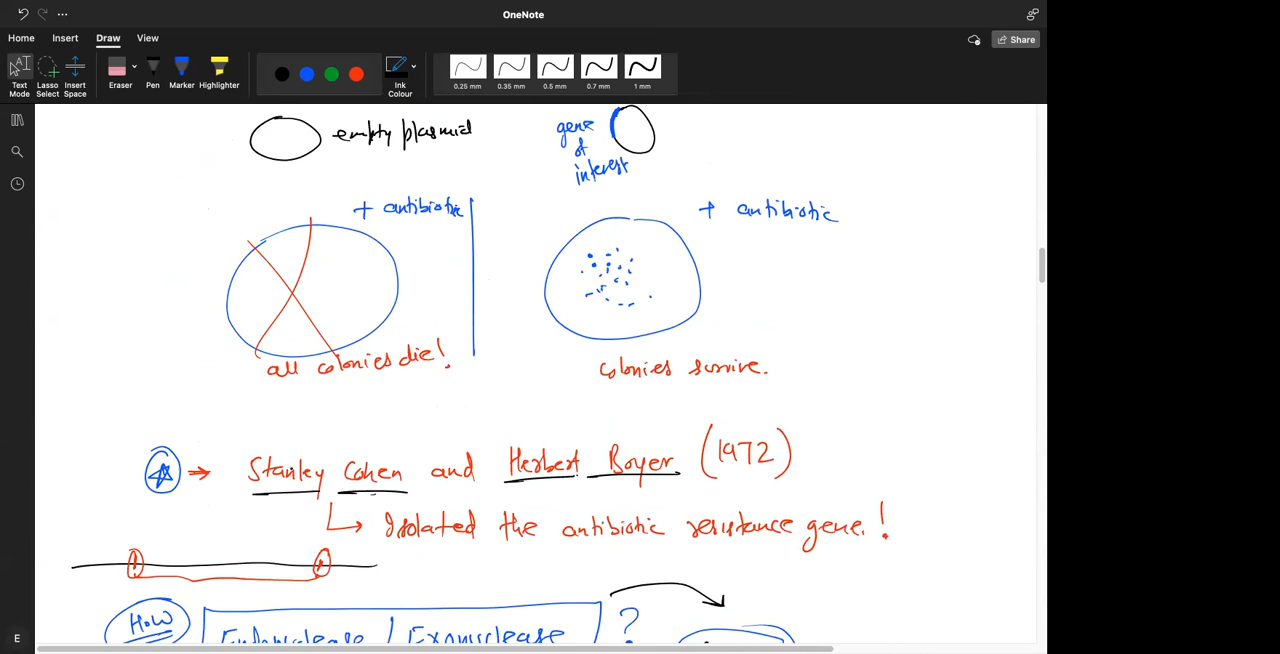 OneNote
Home Insert Draw View
Share
Text Mode
Lasso Select
Insert Space
Eraser
Pen
Marker
Highlighter
Ink Colour
0.25 mm
0.35 mm
0.5 mm
0.7 mm
1 mm
empty plasmid
gene of interest
+ antibiotic
+ antibiotic
all colonies die!
colonies survive.
→ Stanley Cohen and Herbert Boyer (1972)
↳ Isolated the antibiotic resistance gene!
How
Endonuclease / Exonuclease ?
E